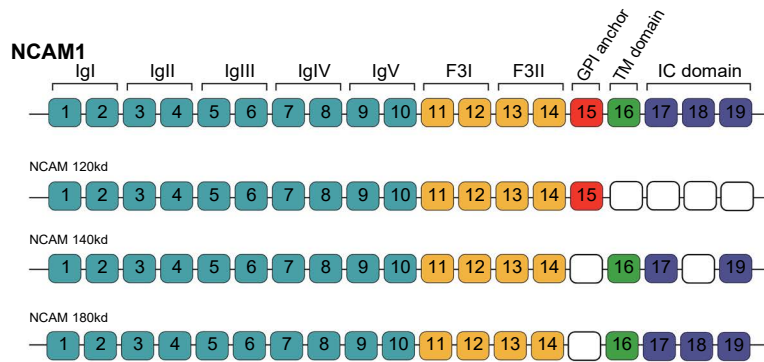 NCAM1
IgI IgII IgIII IgIV IgV F3I F3II GPI anchor TM domain IC domain
1 2 3 4 5 6 7 8 9 10 11 12 13 14 15 16 17 18 19
NCAM 120kd
1 2 3 4 5 6 7 8 9 10 11 12 13 14 15
NCAM 140kd
1 2 3 4 5 6 7 8 9 10 11 12 13 14 16 17 19
NCAM 180kd
1 2 3 4 5 6 7 8 9 10 11 12 13 14 16 17 18 19